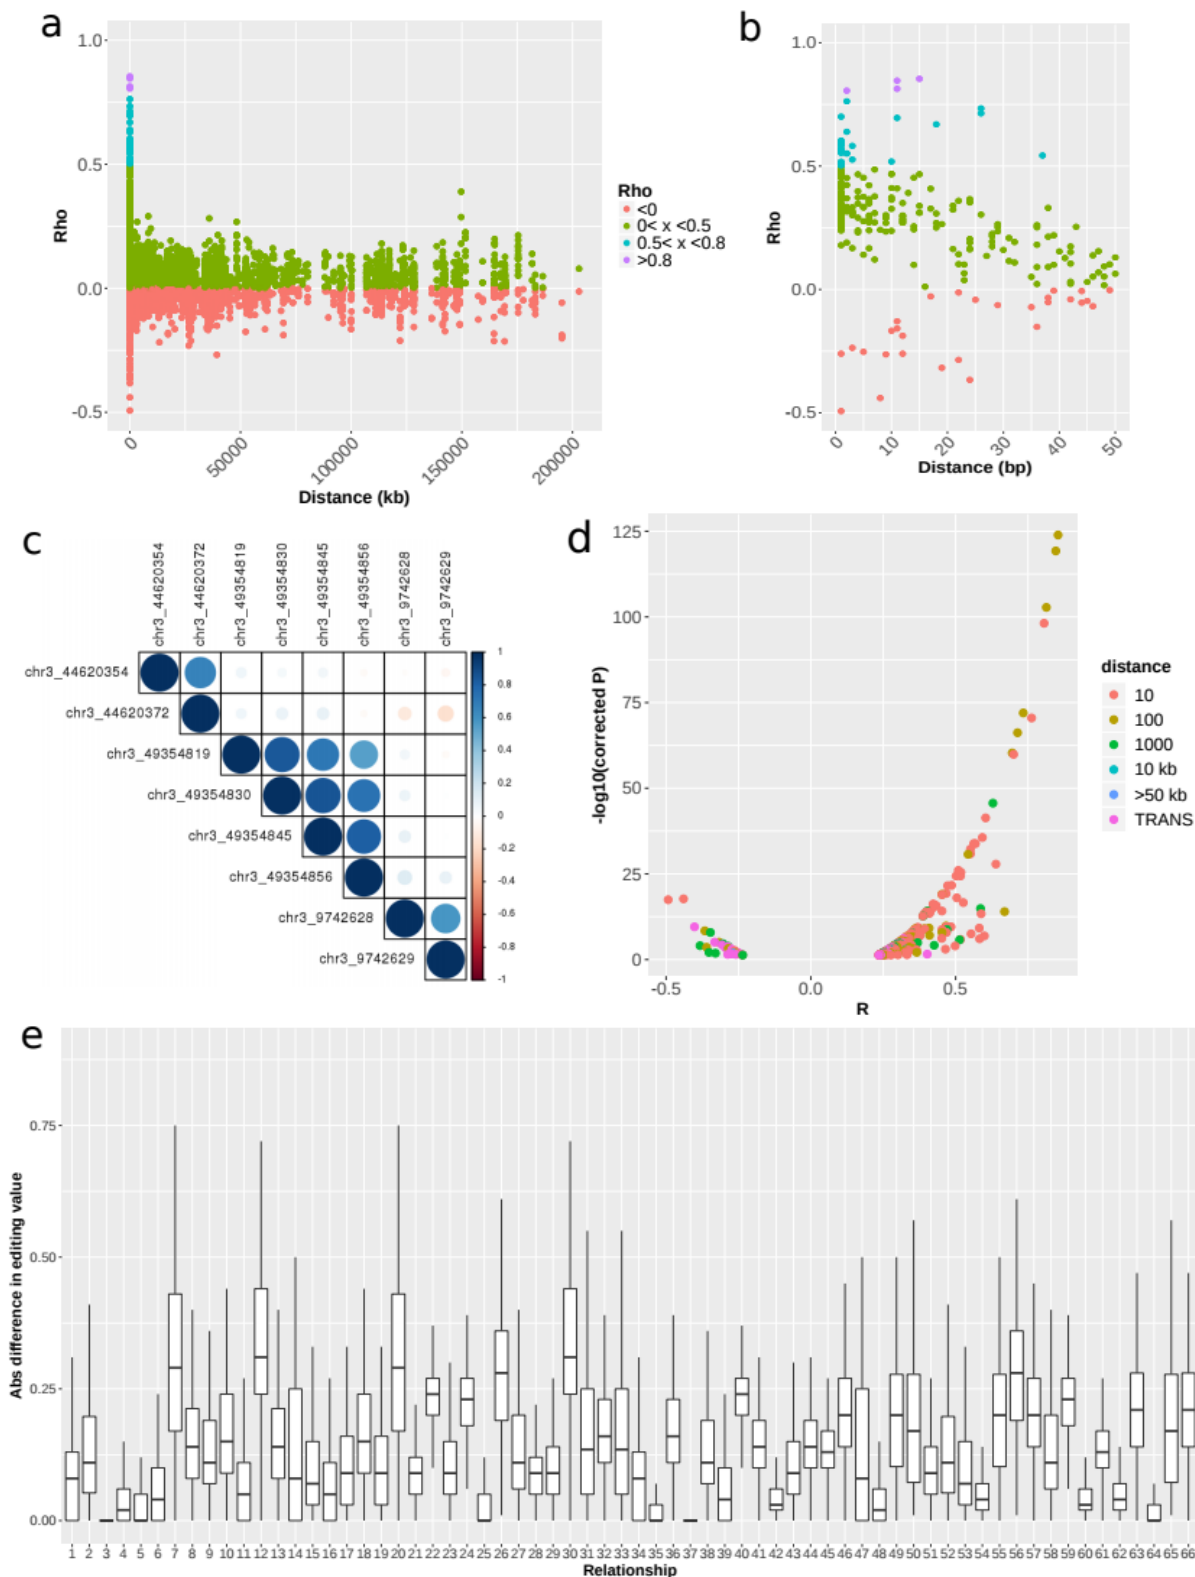 a
1.0
0.5
0.0
-0.5
Rho
0
50000
100000
150000
200000
Distance (kb)
Rho
<0
0< x <0.5
0.5< x <0.8
>0.8
b
1.0
0.5
0.0
-0.5
Rho
0
10
20
30
40
50
Distance (bp)
c
chr3_44620354
chr3_44620372
chr3_49354819
chr3_49354830
chr3_49354845
chr3_49354856
chr3_9742628
chr3_9742629
chr3_44620354
chr3_44620372
chr3_49354819
chr3_49354830
chr3_49354845
chr3_49354856
chr3_9742628
chr3_9742629
1
0.8
0.6
0.4
0.2
0
-0.2
-0.4
-0.6
-0.8
-1
d
125
100
75
50
25
0
-log10(corrected P)
-0.5
0.0
0.5
R
distance
10
100
1000
10 kb
>50 kb
TRANS
e
0.75
0.50
0.25
0.00
Abs difference in editing value
1 2 3 4 5 6 7 8 9 10 11 12 13 14 15 16 17 18 19 20 21 22 23 24 25 26 27 28 29 30 31 32 33 34 35 36 37 38 39 40 41 42 43 44 45 46 47 48 49 50 51 52 53 54 55 56 57 58 59 60 61 62 63 64 65 66
Relationship